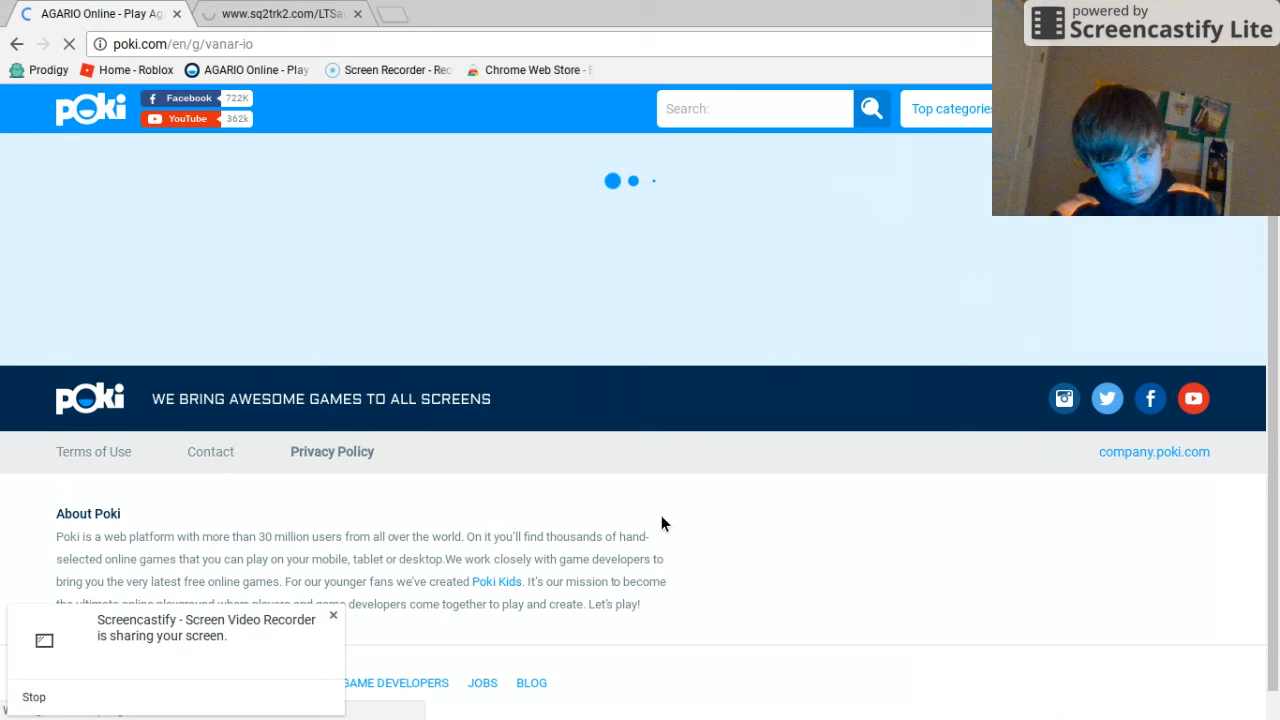 AGARIO Online - Play Ag
www.sq2trk2.com/LTSa
powered by
Screencastify Lite
poki.com/en/g/vanar-io
Prodigy
Home - Roblox
AGARIO Online - Play
Screen Recorder - Rec
Chrome Web Store - E
POKi
Facebook 722K
YouTube 362k
Search:
Top categories
POKi
WE BRING AWESOME GAMES TO ALL SCREENS
Terms of Use
Contact
Privacy Policy
company.poki.com
About Poki
Poki is a web platform with more than 30 million users from all over the world. On it you'll find thousands of hand-
selected online games that you can play on your mobile, tablet or desktop.We work closely with game developers to
bring you the very latest free online games. For our younger fans we've created Poki Kids. It's our mission to become
the ultimate online playground where players and game developers come together to play and create. Let's play!
Screencastify - Screen Video Recorder
is sharing your screen.
Stop
GAME DEVELOPERS
JOBS
BLOG